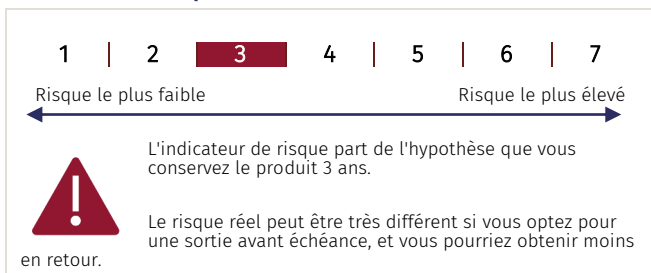 1 2 3 4 5 6 7
Risque le plus faible Risque le plus élevé
L'indicateur de risque part de l'hypothèse que vous
conservez le produit 3 ans.
Le risque réel peut être très différent si vous optez pour
une sortie avant échéance, et vous pourriez obtenir moins
en retour.